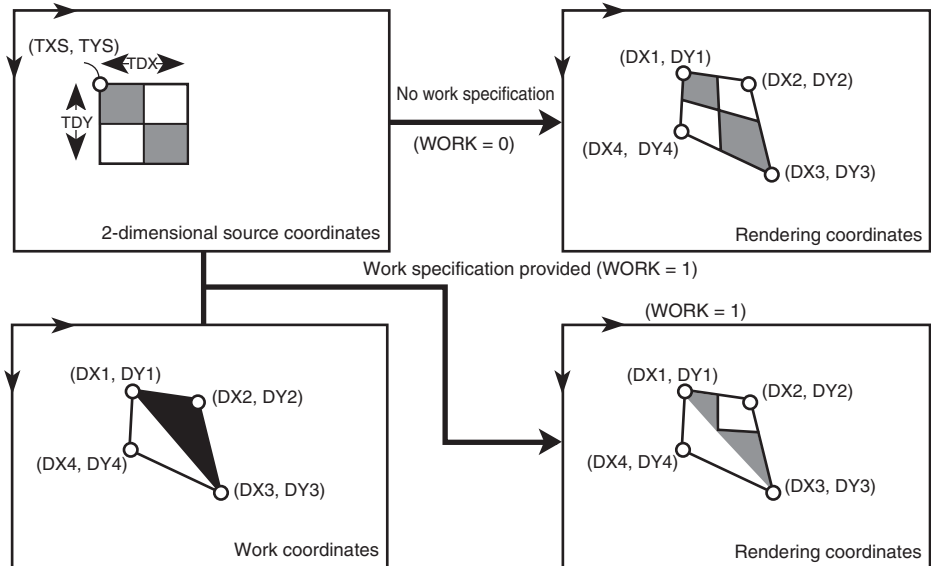 (TXS, TYS)
TDX
TDY
2-dimensional source coordinates
No work specification
(WORK = 0)
(DX1, DY1)
(DX2, DY2)
(DX4, DY4)
(DX3, DY3)
Rendering coordinates
Work specification provided (WORK = 1)
(DX1, DY1)
(DX2, DY2)
(DX4, DY4)
(DX3, DY3)
Work coordinates
(WORK = 1)
(DX1, DY1)
(DX2, DY2)
(DX4, DY4)
(DX3, DY3)
Rendering coordinates